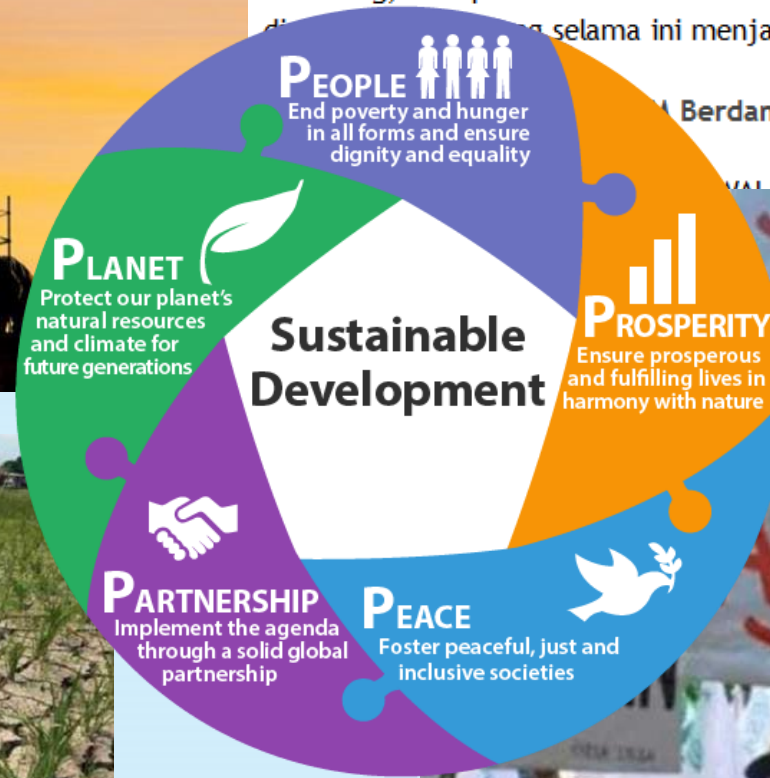 selama ini menja
Berdan
PEOPLE
End poverty and hunger
in all forms and ensure
dignity and equality
PLANET
Protect our planet's
natural resources
and climate for
future generations
Sustainable
Development
PROSPERITY
Ensure prosperous
and fulfilling lives in
harmony with nature
PARTNERSHIP
Implement the agenda
through a solid global
partnership
PEACE
Foster peaceful, just and
inclusive societies